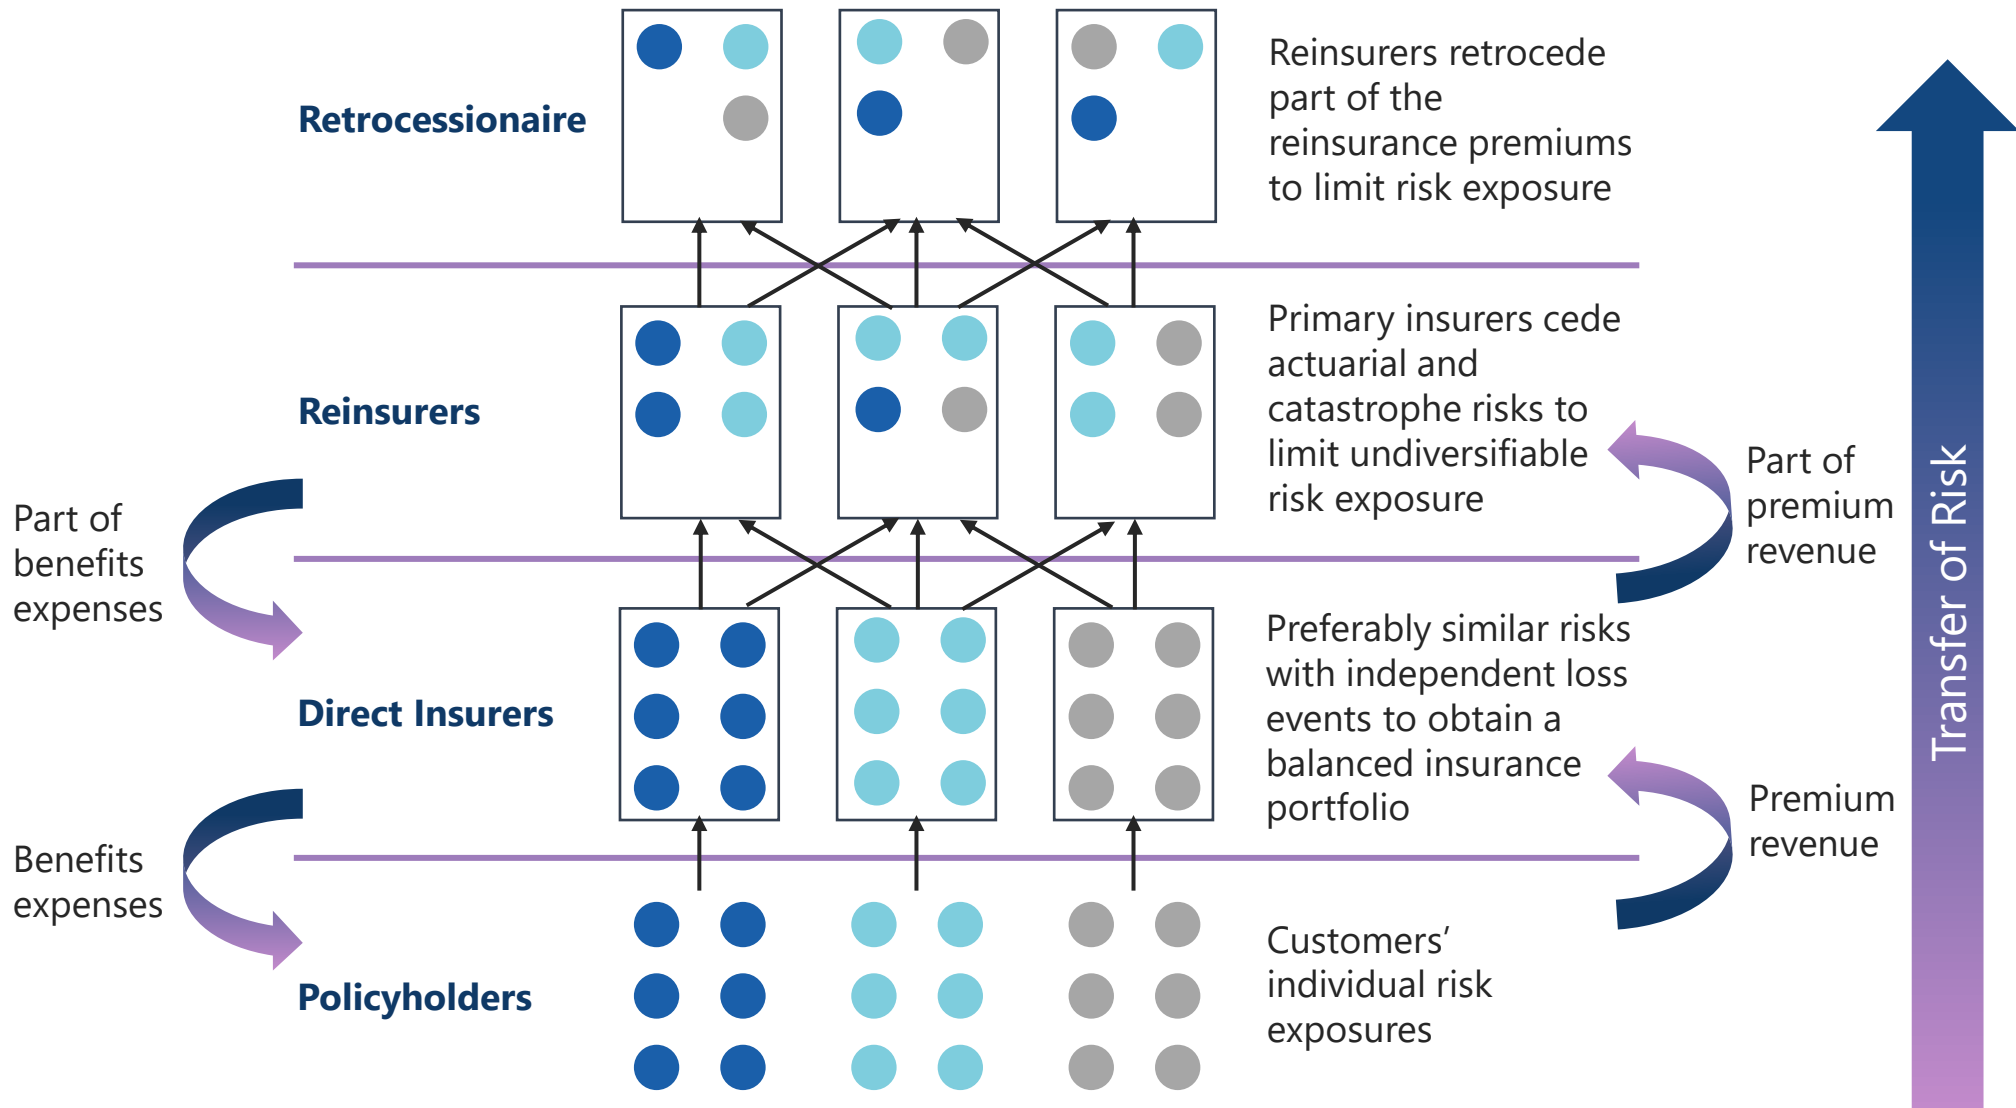 Retrocessionaire
Reinsurers retrocede
part of the
reinsurance premiums
to limit risk exposure
Reinsurers
Primary insurers cede
actuarial and
catastrophe risks to
limit undiversifiable
risk exposure
Part of
benefits
expenses
Part of
premium
revenue
Direct Insurers
Preferably similar risks
with independent loss
events to obtain a
balanced insurance
portfolio
Benefits
expenses
Premium
revenue
Policyholders
Customers’
individual risk
exposures
Transfer of Risk